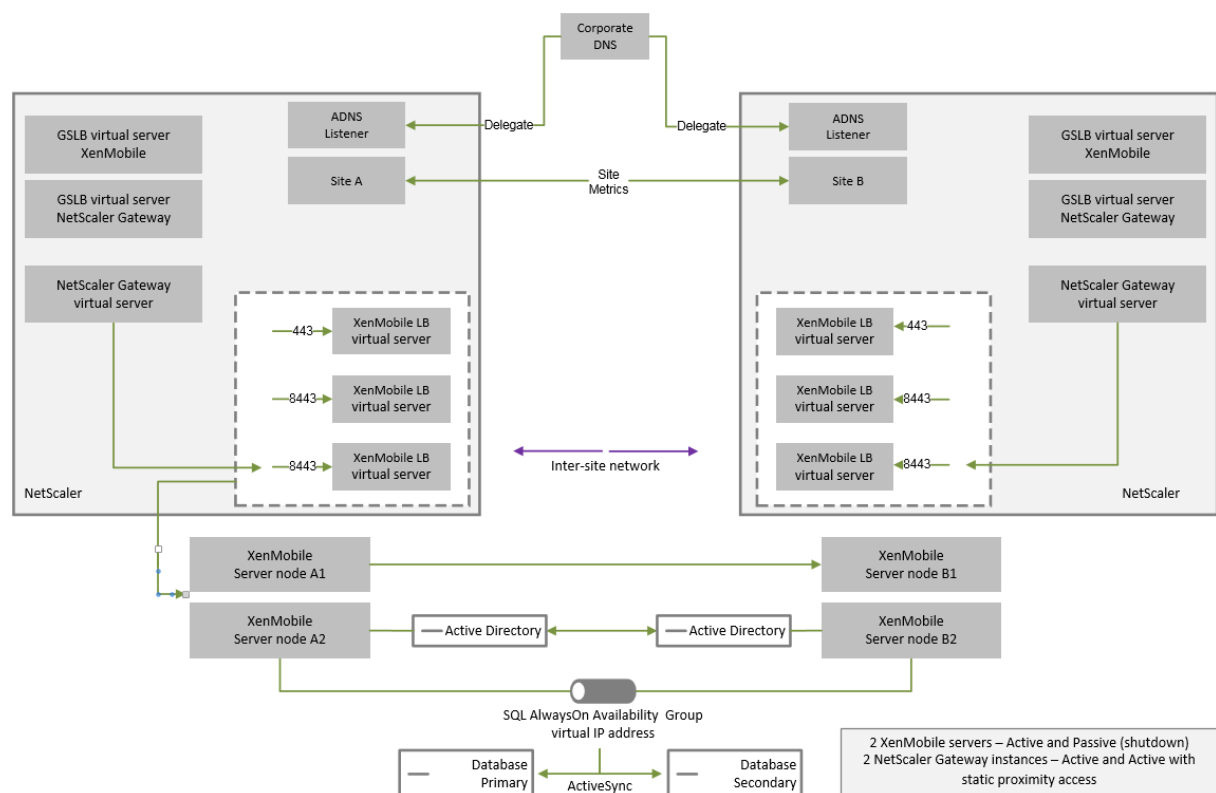 Corporate
DNS
ADNS
Listener
Delegate
Delegate
ADNS
Listener
GSLB virtual server
XenMobile
GSLB virtual server
XenMobile
Site A
Site
Metrics
Site B
GSLB virtual server
NetScaler Gateway
GSLB virtual server
NetScaler Gateway
NetScaler Gateway
virtual server
NetScaler Gateway
virtual server
443
XenMobile LB
virtual server
XenMobile LB
virtual server
443
8443
XenMobile LB
virtual server
XenMobile LB
virtual server
8443
8443
XenMobile LB
virtual server
Inter-site network
XenMobile LB
virtual server
8443
NetScaler
NetScaler
XenMobile
Server node A1
XenMobile
Server node B1
XenMobile
Server node A2
Active Directory
Active Directory
XenMobile
Server node B2
SQL AlwaysOn Availability Group
virtual IP address
Database
Primary
ActiveSync
Database
Secondary
2 XenMobile servers – Active and Passive (shutdown)
2 NetScaler Gateway instances – Active and Active with
static proximity access